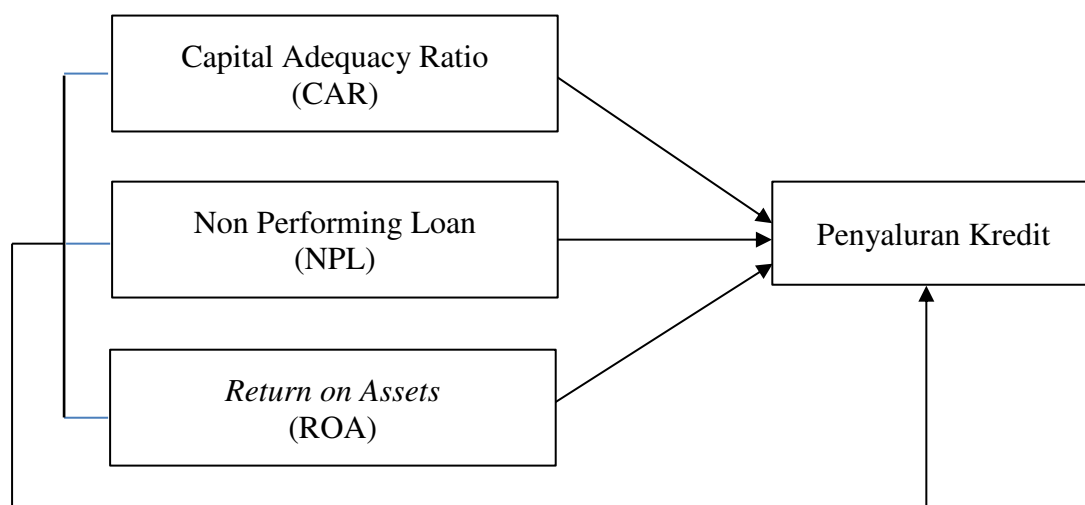 Capital Adequacy Ratio
(CAR)
Non Performing Loan
(NPL)
Penyaluran Kredit
Return on Assets
(ROA)